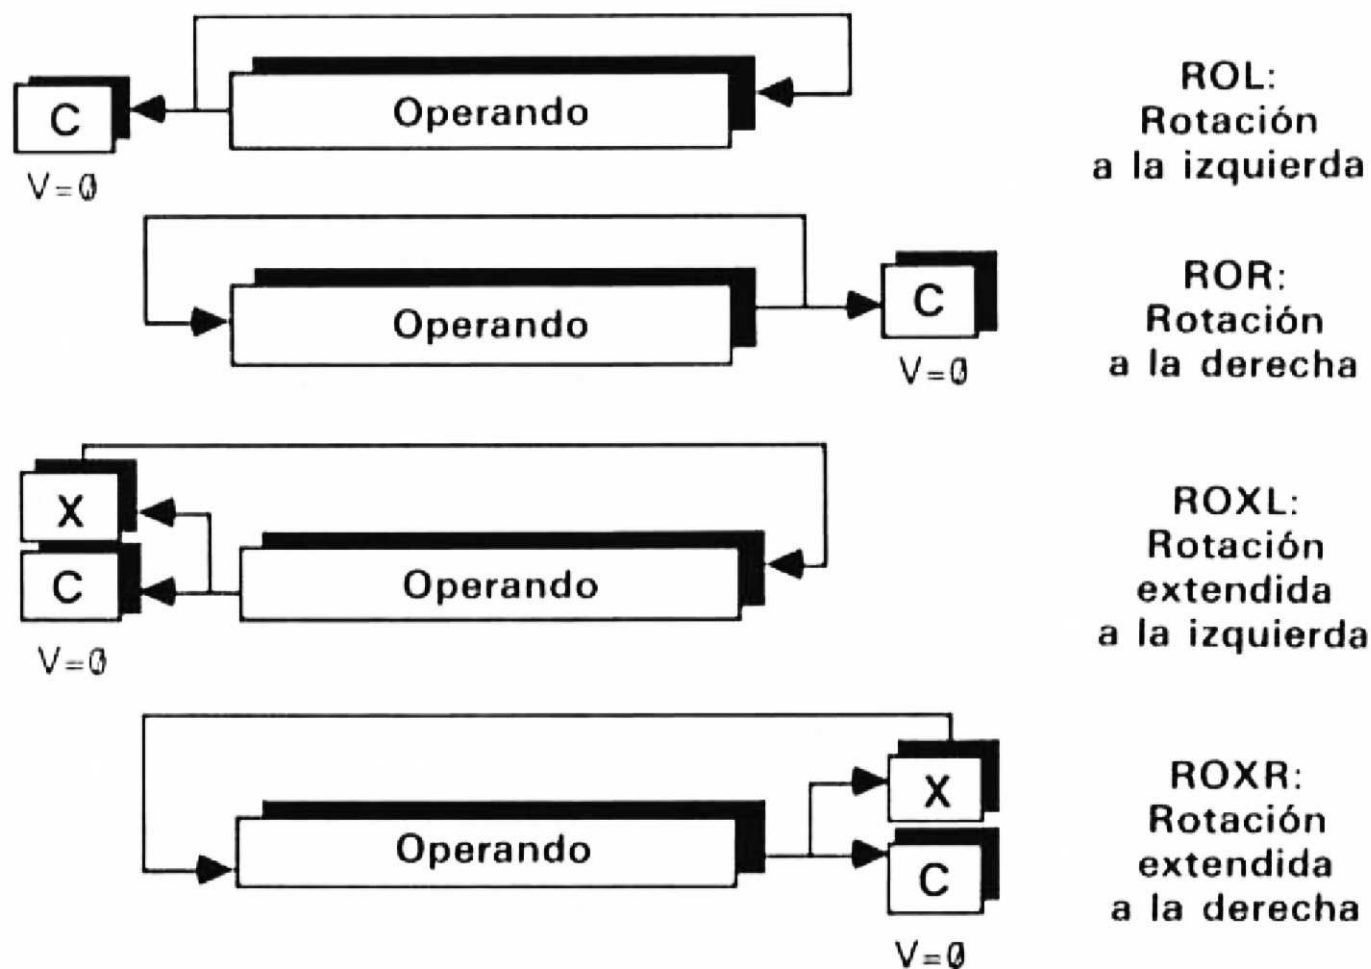 ROL:
Rotación
a la izquierda
C
Operando
V=0
ROR:
Rotación
a la derecha
Operando
C
V=0
ROXL:
Rotación
extendida
a la izquierda
X
C
Operando
V=0
ROXR:
Rotación
extendida
a la derecha
X
Operando
C
V=0